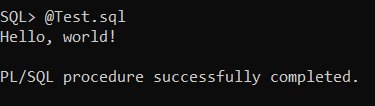 SQL> @Test.sql
Hello, world!
PL/SQL procedure successfully completed.